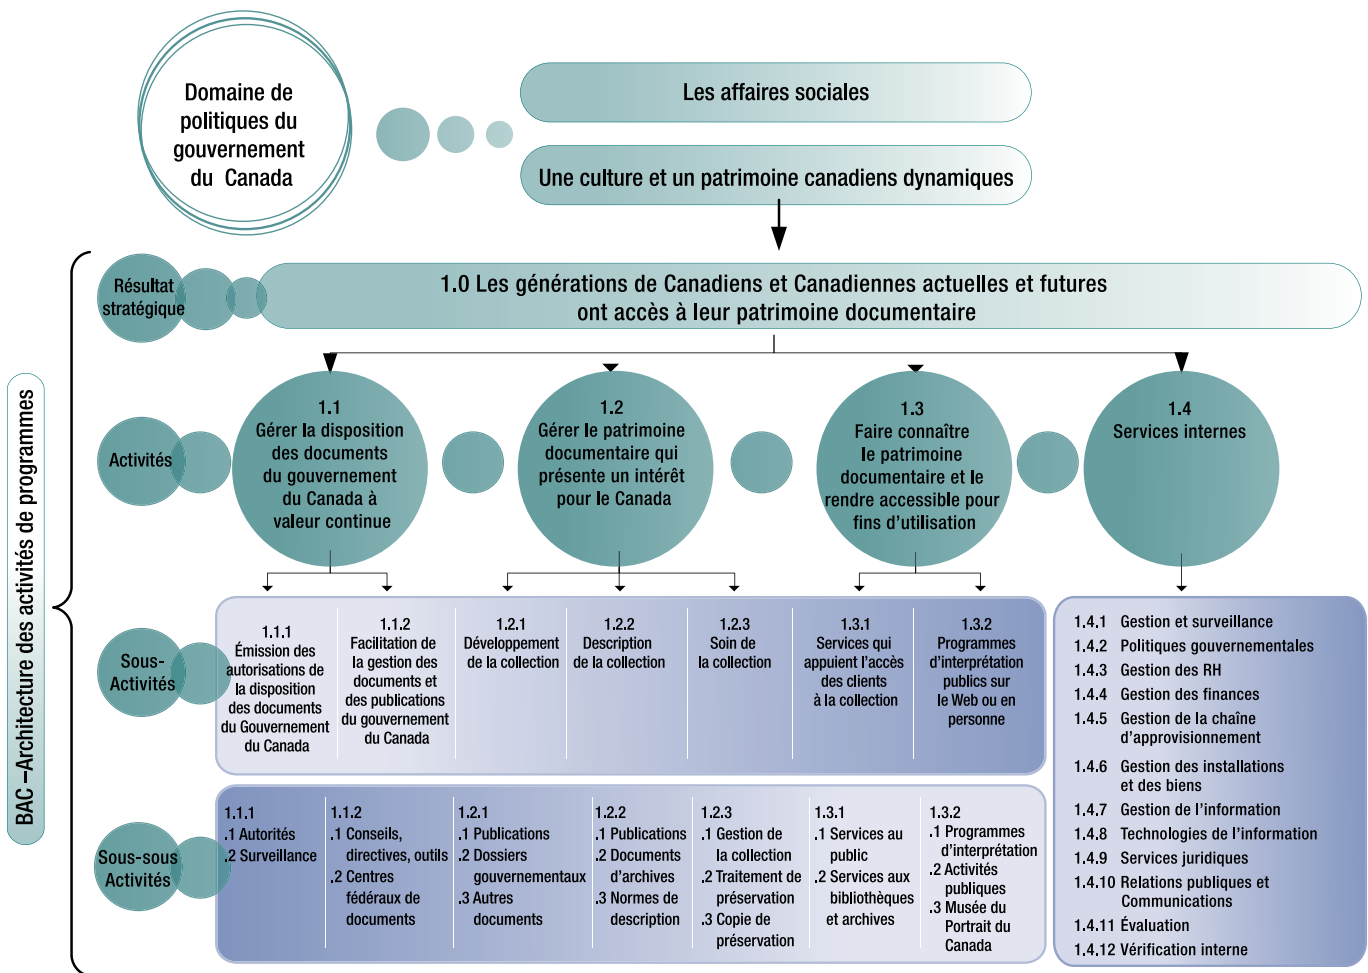 Domaine de
politiques du
gouvernement
du Canada
Les affaires sociales
Une culture et un patrimoine canadiens dynamiques
BAC –Architecture des activités de programmes
Résultat
stratégique
1.0 Les générations de Canadiens et Canadiennes actuelles et futures
ont accès à leur patrimoine documentaire
Activités
1.1
Gérer la disposition
des documents
du gouvernement
du Canada à
valeur continue
1.2
Gérer le patrimoine
documentaire qui
présente un intérêt
pour le Canada
1.3
Faire connaître
le patrimoine
documentaire et le
rendre accessible pour
fins d’utilisation
1.4
Services internes
Sous-
Activités
1.1.1
Émission des
autorisations de
la disposition
des documents
du Gouvernement
du Canada
1.1.2
Facilitation de
la gestion des
documents et
des publications
du gouvernement
du Canada
1.2.1
Développement
de la collection
1.2.2
Description
de la collection
1.2.3
Soin de
la collection
1.3.1
Services qui
appuient l’accès
des clients
à la collection
1.3.2
Programmes
d’interprétation
publics sur
le Web ou en
personne
1.4.1 Gestion et surveillance
1.4.2 Politiques gouvernementales
1.4.3 Gestion des RH
1.4.4 Gestion des finances
1.4.5 Gestion de la chaîne
d’approvisionnement
1.4.6 Gestion des installations
et des biens
1.4.7 Gestion de l’information
1.4.8 Technologies de l’information
1.4.9 Services juridiques
1.4.10 Relations publiques et
Communications
1.4.11 Évaluation
1.4.12 Vérification interne
Sous-sous
Activités
1.1.1
.1 Autorités
.2 Surveillance
1.1.2
.1 Conseils,
directives, outils
.2 Centres
fédéraux de
documents
1.2.1
.1 Publications
.2 Dossiers
gouvernementaux
.3 Autres
documents
1.2.2
.1 Publications
.2 Documents
d’archives
.3 Normes de
description
1.2.3
.1 Gestion de
la collection
.2 Traitement de
préservation
.3 Copie de
préservation
1.3.1
.1 Services au
public
.2 Services aux
bibliothèques
et archives
1.3.2
.1 Programmes
d’interprétation
.2 Activités
publiques
.3 Musée du
Portrait du
Canada